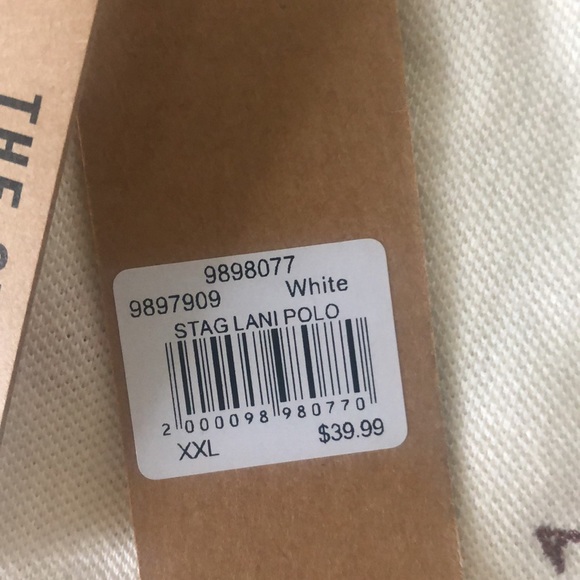 THE
9898077
9897909 White
STAG LANI POLO
2 000098 980770
XXL $39.99